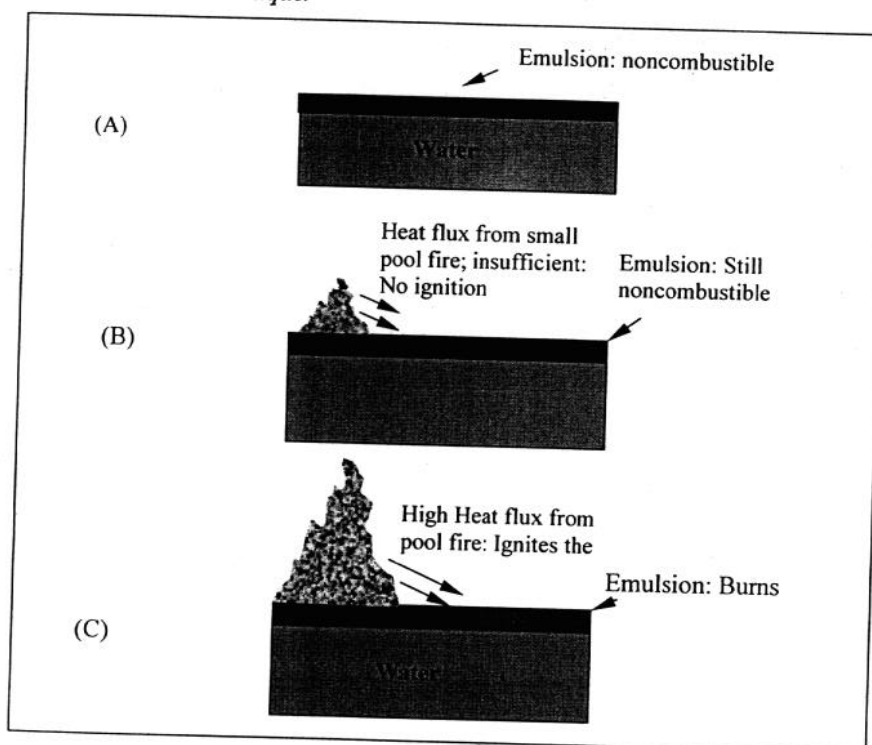 Emulsion: noncombustible
(A)
Water
Heat flux from small
pool fire; insufficient:
No ignition
Emulsion: Still
noncombustible
(B)
High Heat flux from
pool fire: Ignites the
Emulsion: Burns
(C)
Water